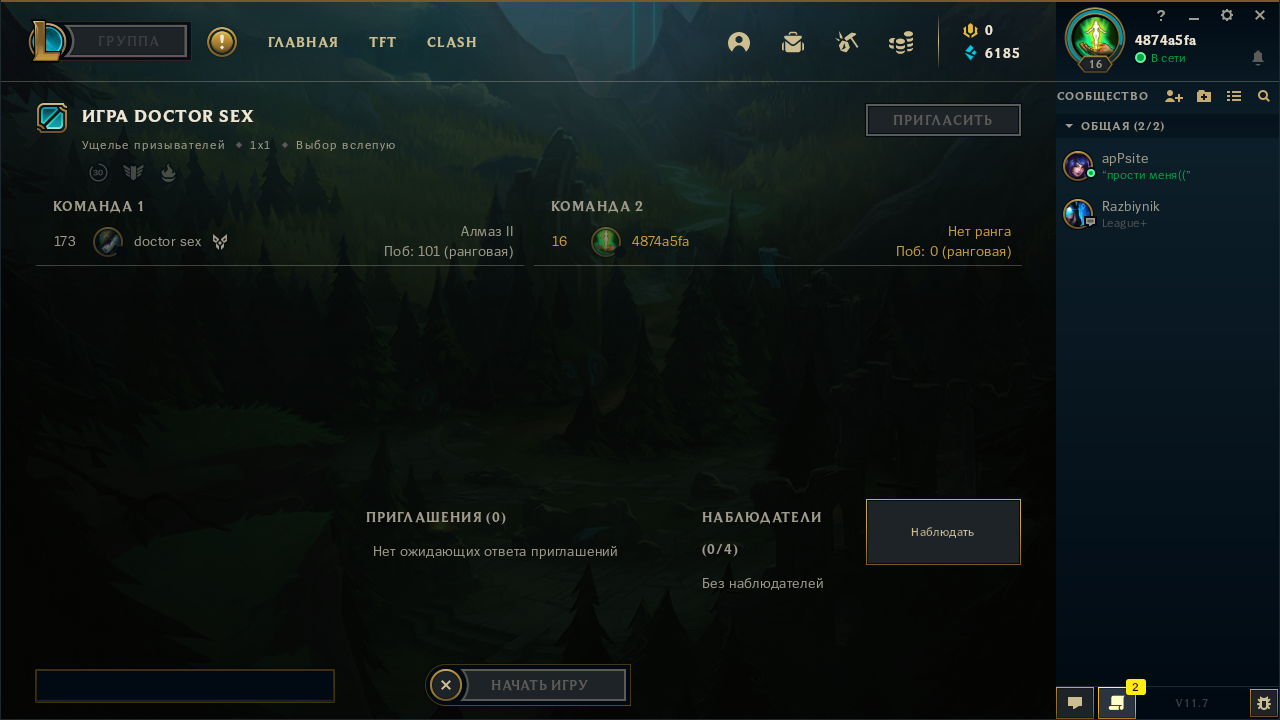 ГРУППА
ГЛАВНАЯ
TFT
CLASH
0
6185
?
4874a5fa
В сети
16
СООБЩЕСТВО
ОБЩАЯ (2/2)
apPsite
“прости меня((”
Razbiynik
League+
ИГРА DOCTOR SEX
Ущелье призывателей ◆ 1x1 ◆ Выбор вслепую
30
ПРИГЛАСИТЬ
КОМАНДА 1
173 doctor sex
Алмаз II
Поб: 101 (ранговая)
КОМАНДА 2
16 4874a5fa
Нет ранга
Поб: 0 (ранговая)
ПРИГЛАШЕНИЯ (0)
Нет ожидающих ответа приглашений
НАБЛЮДАТЕЛИ
(0/4)
Без наблюдателей
Наблюдать
НАЧАТЬ ИГРУ
2
V11.7